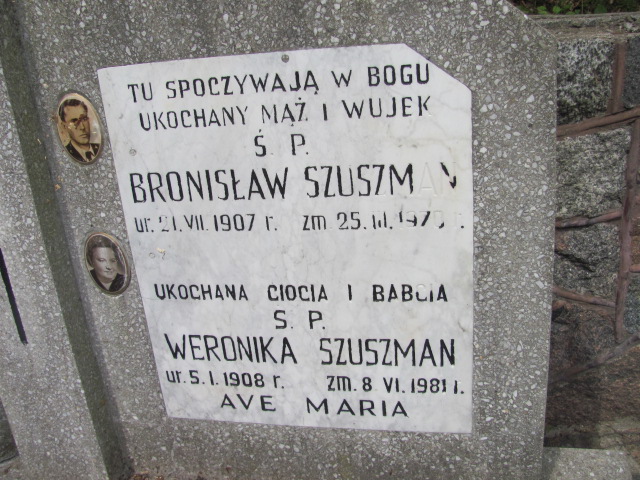 TU SPOCZYWAJĄ W BOGU
UKOCHANY MĄŻ I WUJEK
Ś. P.
BRONISŁAW SZUSZMAN
ur. 21. VII. 1907 r. zm 25. III.
UKOCHANA CIOCIA I BABCIA
Ś. P.
WERONIKA SZUSZMAN
ur. 5. I. 1908 r. zm. 8 VI. 1981 r.
AVE MARIA